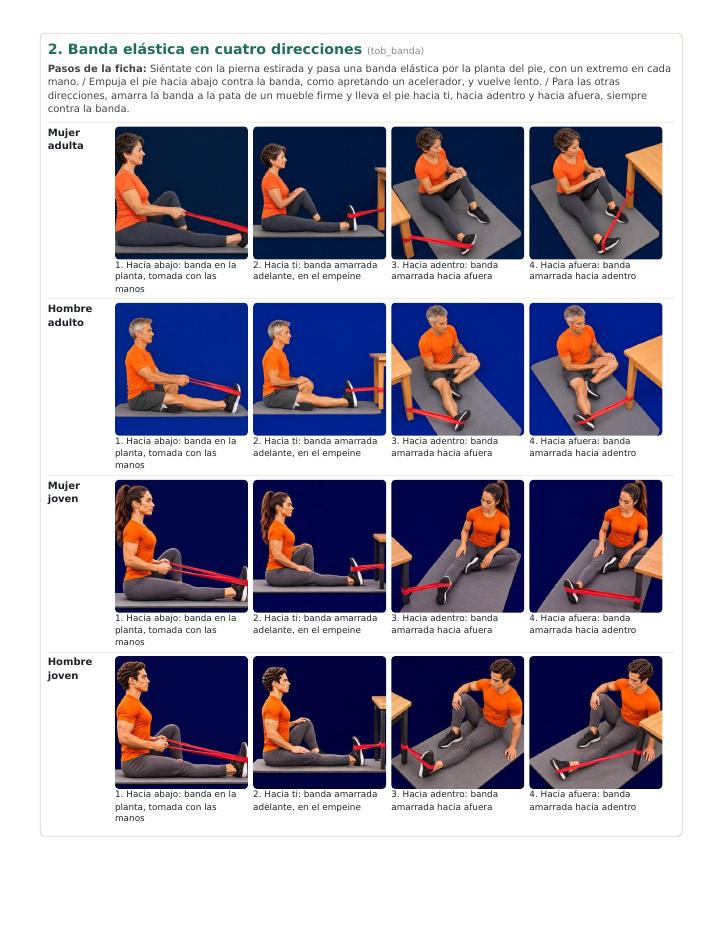 2. Banda elástica en cuatro direcciones (tob_banda)
Pasos de la ficha: Siéntate con la pierna estirada y pasa una banda elástica por la planta del pie, con un extremo en cada
mano. / Empuja el pie hacia abajo contra la banda, como apretando un acelerador, y vuelve lento. / Para las otras
direcciones, amarra la banda a la pata de un mueble firme y lleva el pie hacia ti, hacia adentro y hacia afuera, siempre
contra la banda.
Mujer
adulta
1. Hacia abajo: banda en la
planta, tomada con las
manos
2. Hacia ti: banda amarrada
adelante, en el empeine
3. Hacia adentro: banda
amarrada hacia afuera
4. Hacia afuera: banda
amarrada hacia adentro
Hombre
adulto
1. Hacia abajo: banda en la
planta, tomada con las
manos
2. Hacia ti: banda amarrada
adelante, en el empeine
3. Hacia adentro: banda
amarrada hacia afuera
4. Hacia afuera: banda
amarrada hacia adentro
Mujer
joven
1. Hacia abajo: banda en la
planta, tomada con las
manos
2. Hacia ti: banda amarrada
adelante, en el empeine
3. Hacia adentro: banda
amarrada hacia afuera
4. Hacia afuera: banda
amarrada hacia adentro
Hombre
joven
1. Hacia abajo: banda en la
planta, tomada con las
manos
2. Hacia ti: banda amarrada
adelante, en el empeine
3. Hacia adentro: banda
amarrada hacia afuera
4. Hacia afuera: banda
amarrada hacia adentro